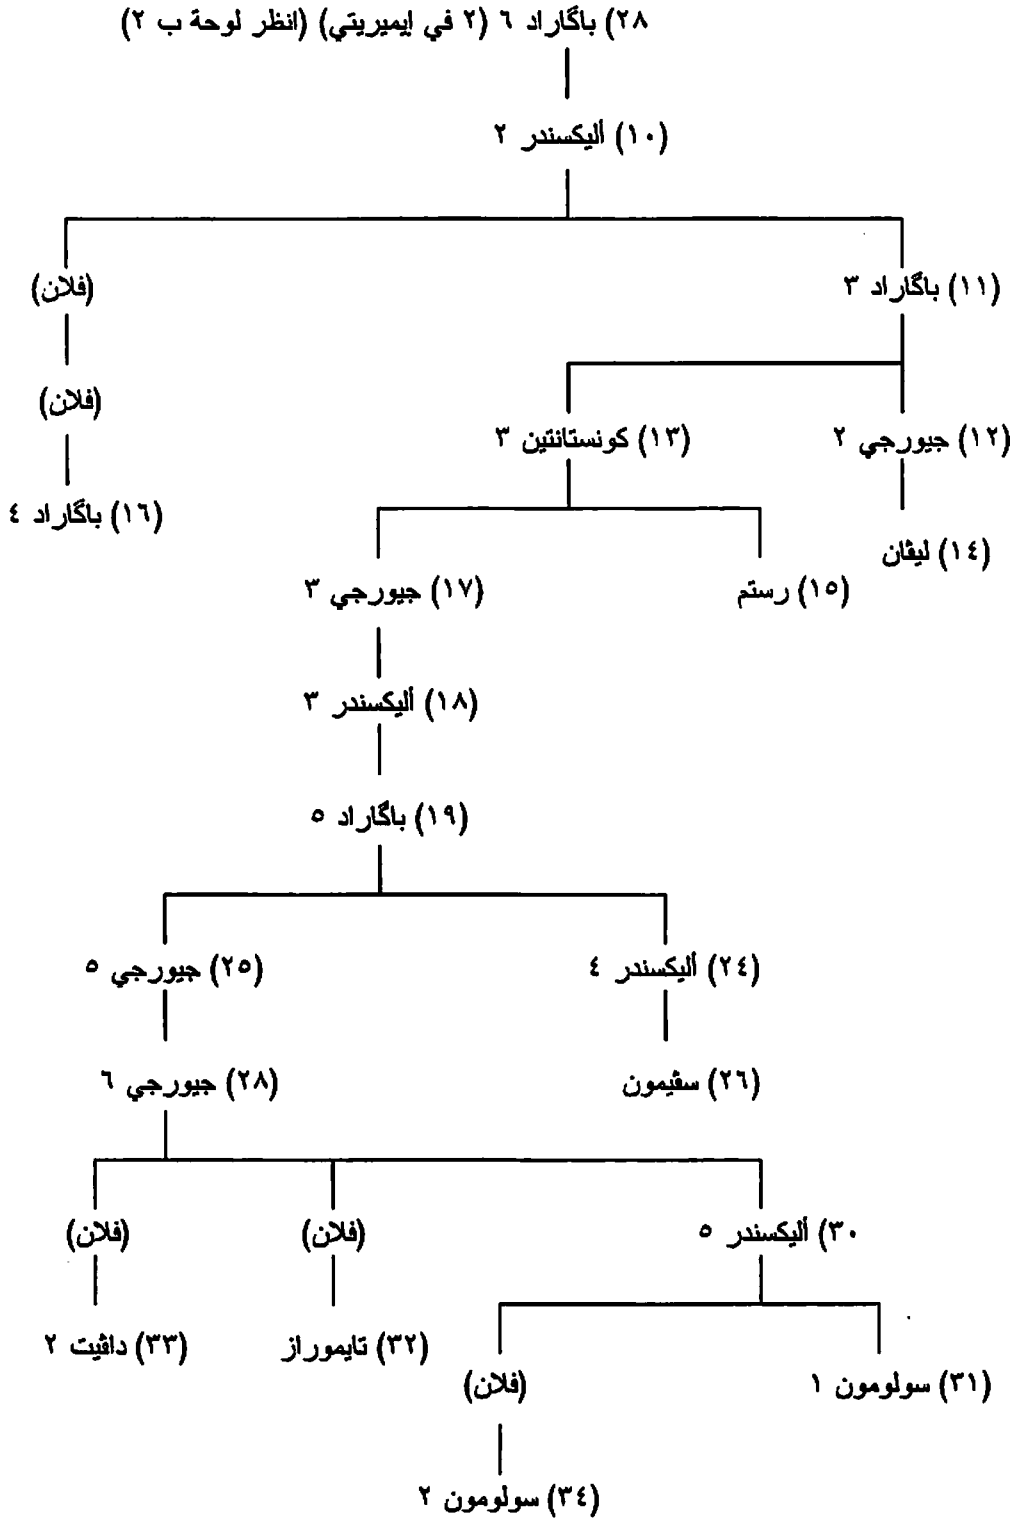 ٢٨) باگاراد ٦ (٢ في إيميريتي) (انظر لوحة ب ٢)
(١٠) أليكسندر ٢
(١١) باگاراد ٣
(فلان)
(فلان)
(١٢) جيورجي ٢
(١٣) كونستانتين ٣
(١٦) باگاراد ٤
(١٤) ليڤان
(١٥) رستم
(١٧) جيورجي ٣
(١٨) أليكسندر ٣
(١٩) باگاراد ٥
(٢٤) أليكسندر ٤
(٢٥) جيورجي ٥
(٢٦) سڤيمون
(٢٨) جيورجي ٦
٣٠) أليكسندر ٥
(فلان)
(فلان)
(٣٢) تايموراز
(٣٣) داڤيت ٢
(٣١) سولومون ١
(فلان)
(٣٤) سولومون ٢